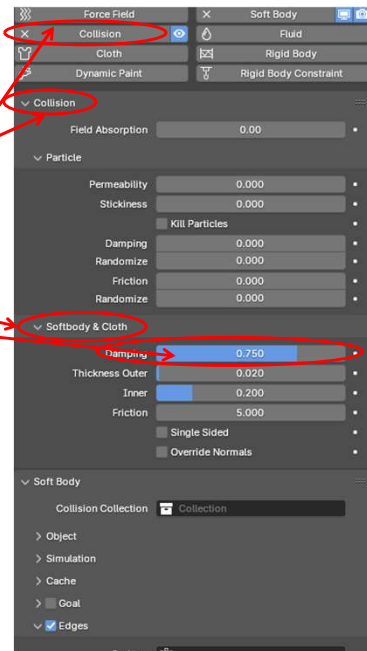 Force Field
Soft Body
Collision
Fluid
Cloth
Rigid Body
Dynamic Paint
Rigid Body Constraint
Collision
Field Absorption 0.00
Particle
Permeability 0.000
Stickiness 0.000
Kill Particles
Damping 0.000
Randomize 0.000
Friction 0.000
Randomize 0.000
Softbody & Cloth
Damping 0.750
Thickness Outer 0.020
Inner 0.200
Friction 5.000
Single Sided
Override Normals
Soft Body
Collision Collection Collection
Object
Simulation
Cache
Goal
Edges